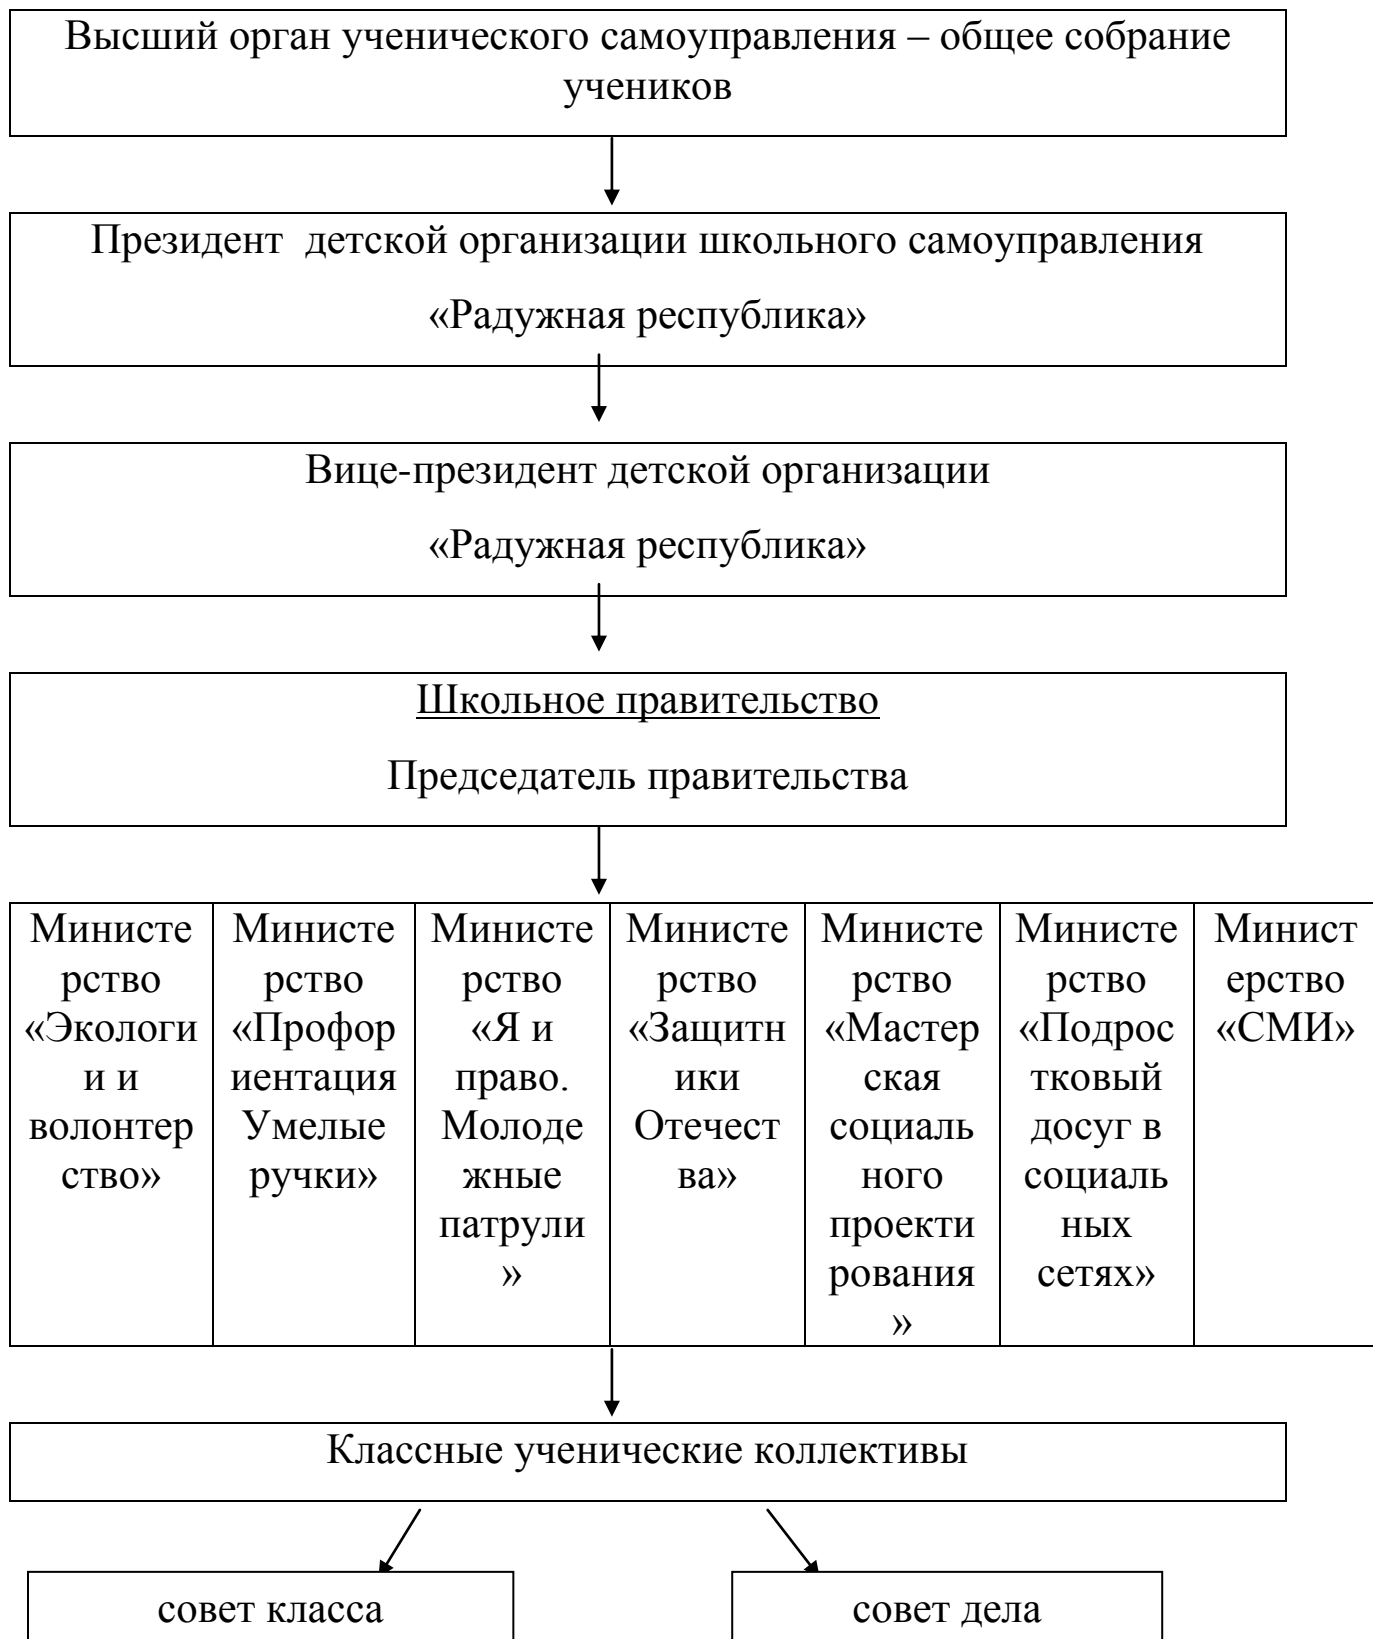 Высший орган ученического самоуправления – общее собрание
учеников
Президент детской организации школьного самоуправления
«Радужная республика»
Вице-президент детской организации
«Радужная республика»
Школьное правительство
Председатель правительства
Министе
рство
«Экологи
и и
волонтер
ство»
Министе
рство
«Профор
иентация
Умелые
ручки»
Министе
рство
«Я и
право.
Молоде
жные
патрули
»
Министе
рство
«Защитн
ики
Отечест
ва»
Министе
рство
«Мастер
ская
социаль
ного
проекти
рования
»
Министе
рство
«Подрос
тковый
досуг в
социаль
ных
сетях»
Минист
ерство
«СМИ»
Классные ученические коллективы
совет класса
совет дела